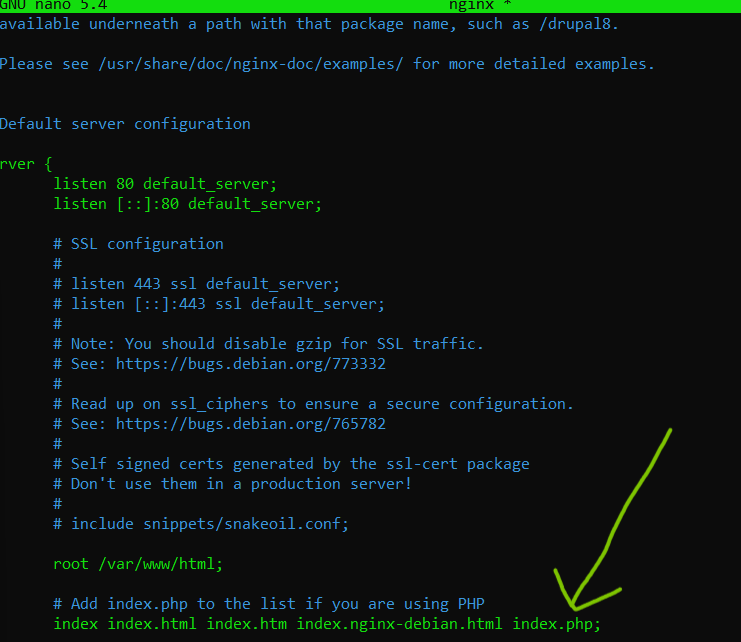 GNU nano 5.4 nginx *
available underneath a path with that package name, such as /drupal8.
Please see /usr/share/doc/nginx-doc/examples/ for more detailed examples.
Default server configuration
rver {
listen 80 default_server;
listen [::]:80 default_server;
# SSL configuration
#
# listen 443 ssl default_server;
# listen [::]:443 ssl default_server;
#
# Note: You should disable gzip for SSL traffic.
# See: https://bugs.debian.org/773332
#
# Read up on ssl_ciphers to ensure a secure configuration.
# See: https://bugs.debian.org/765782
#
# Self signed certs generated by the ssl-cert package
# Don't use them in a production server!
#
# include snippets/snakeoil.conf;
root /var/www/html;
# Add index.php to the list if you are using PHP
index index.html index.htm index.nginx-debian.html index.php;